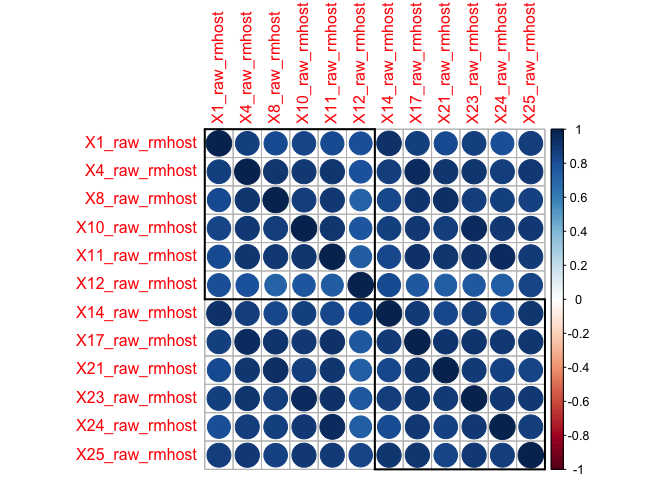 X1_raw_rmhost
X4_raw_rmhost
X8_raw_rmhost
X10_raw_rmhost
X11_raw_rmhost
X12_raw_rmhost
X14_raw_rmhost
X17_raw_rmhost
X21_raw_rmhost
X23_raw_rmhost
X24_raw_rmhost
X25_raw_rmhost
X1_raw_rmhost
X4_raw_rmhost
X8_raw_rmhost
X10_raw_rmhost
X11_raw_rmhost
X12_raw_rmhost
X14_raw_rmhost
X17_raw_rmhost
X21_raw_rmhost
X23_raw_rmhost
X24_raw_rmhost
X25_raw_rmhost
1
0.8
0.6
0.4
0.2
0
-0.2
-0.4
-0.6
-0.8
-1